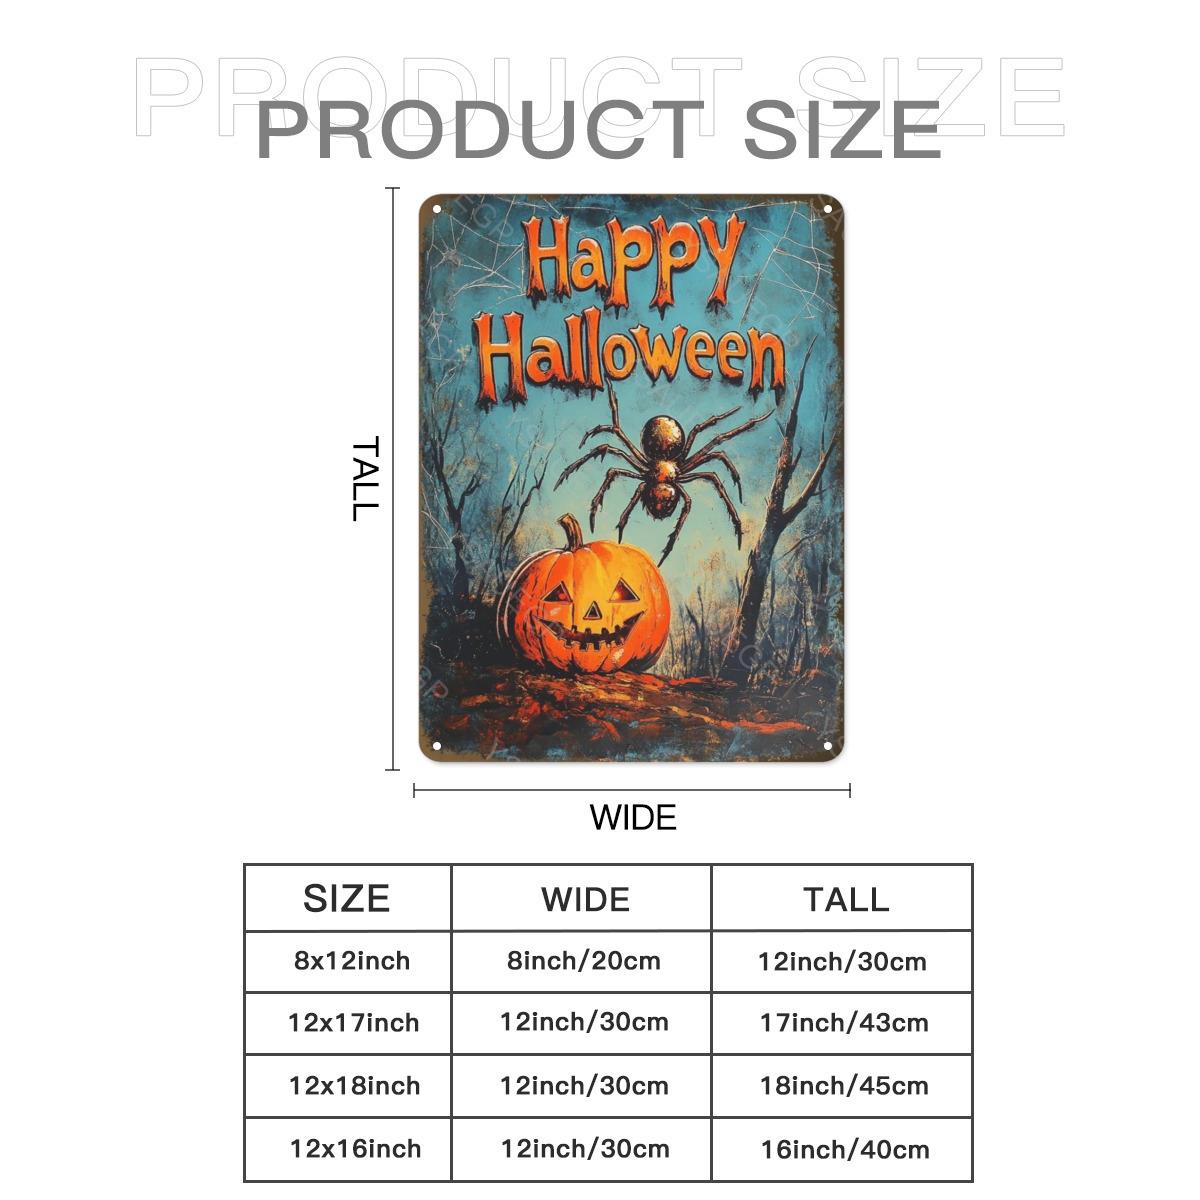 PRODUCT SIZE
PRODUCT SIZE
Happy
Halloween
TALL
WIDE
SIZE WIDE TALL
8x12inch 8inch/20cm 12inch/30cm
12x17inch 12inch/30cm 17inch/43cm
12x18inch 12inch/30cm 18inch/45cm
12x16inch 12inch/30cm 16inch/40cm